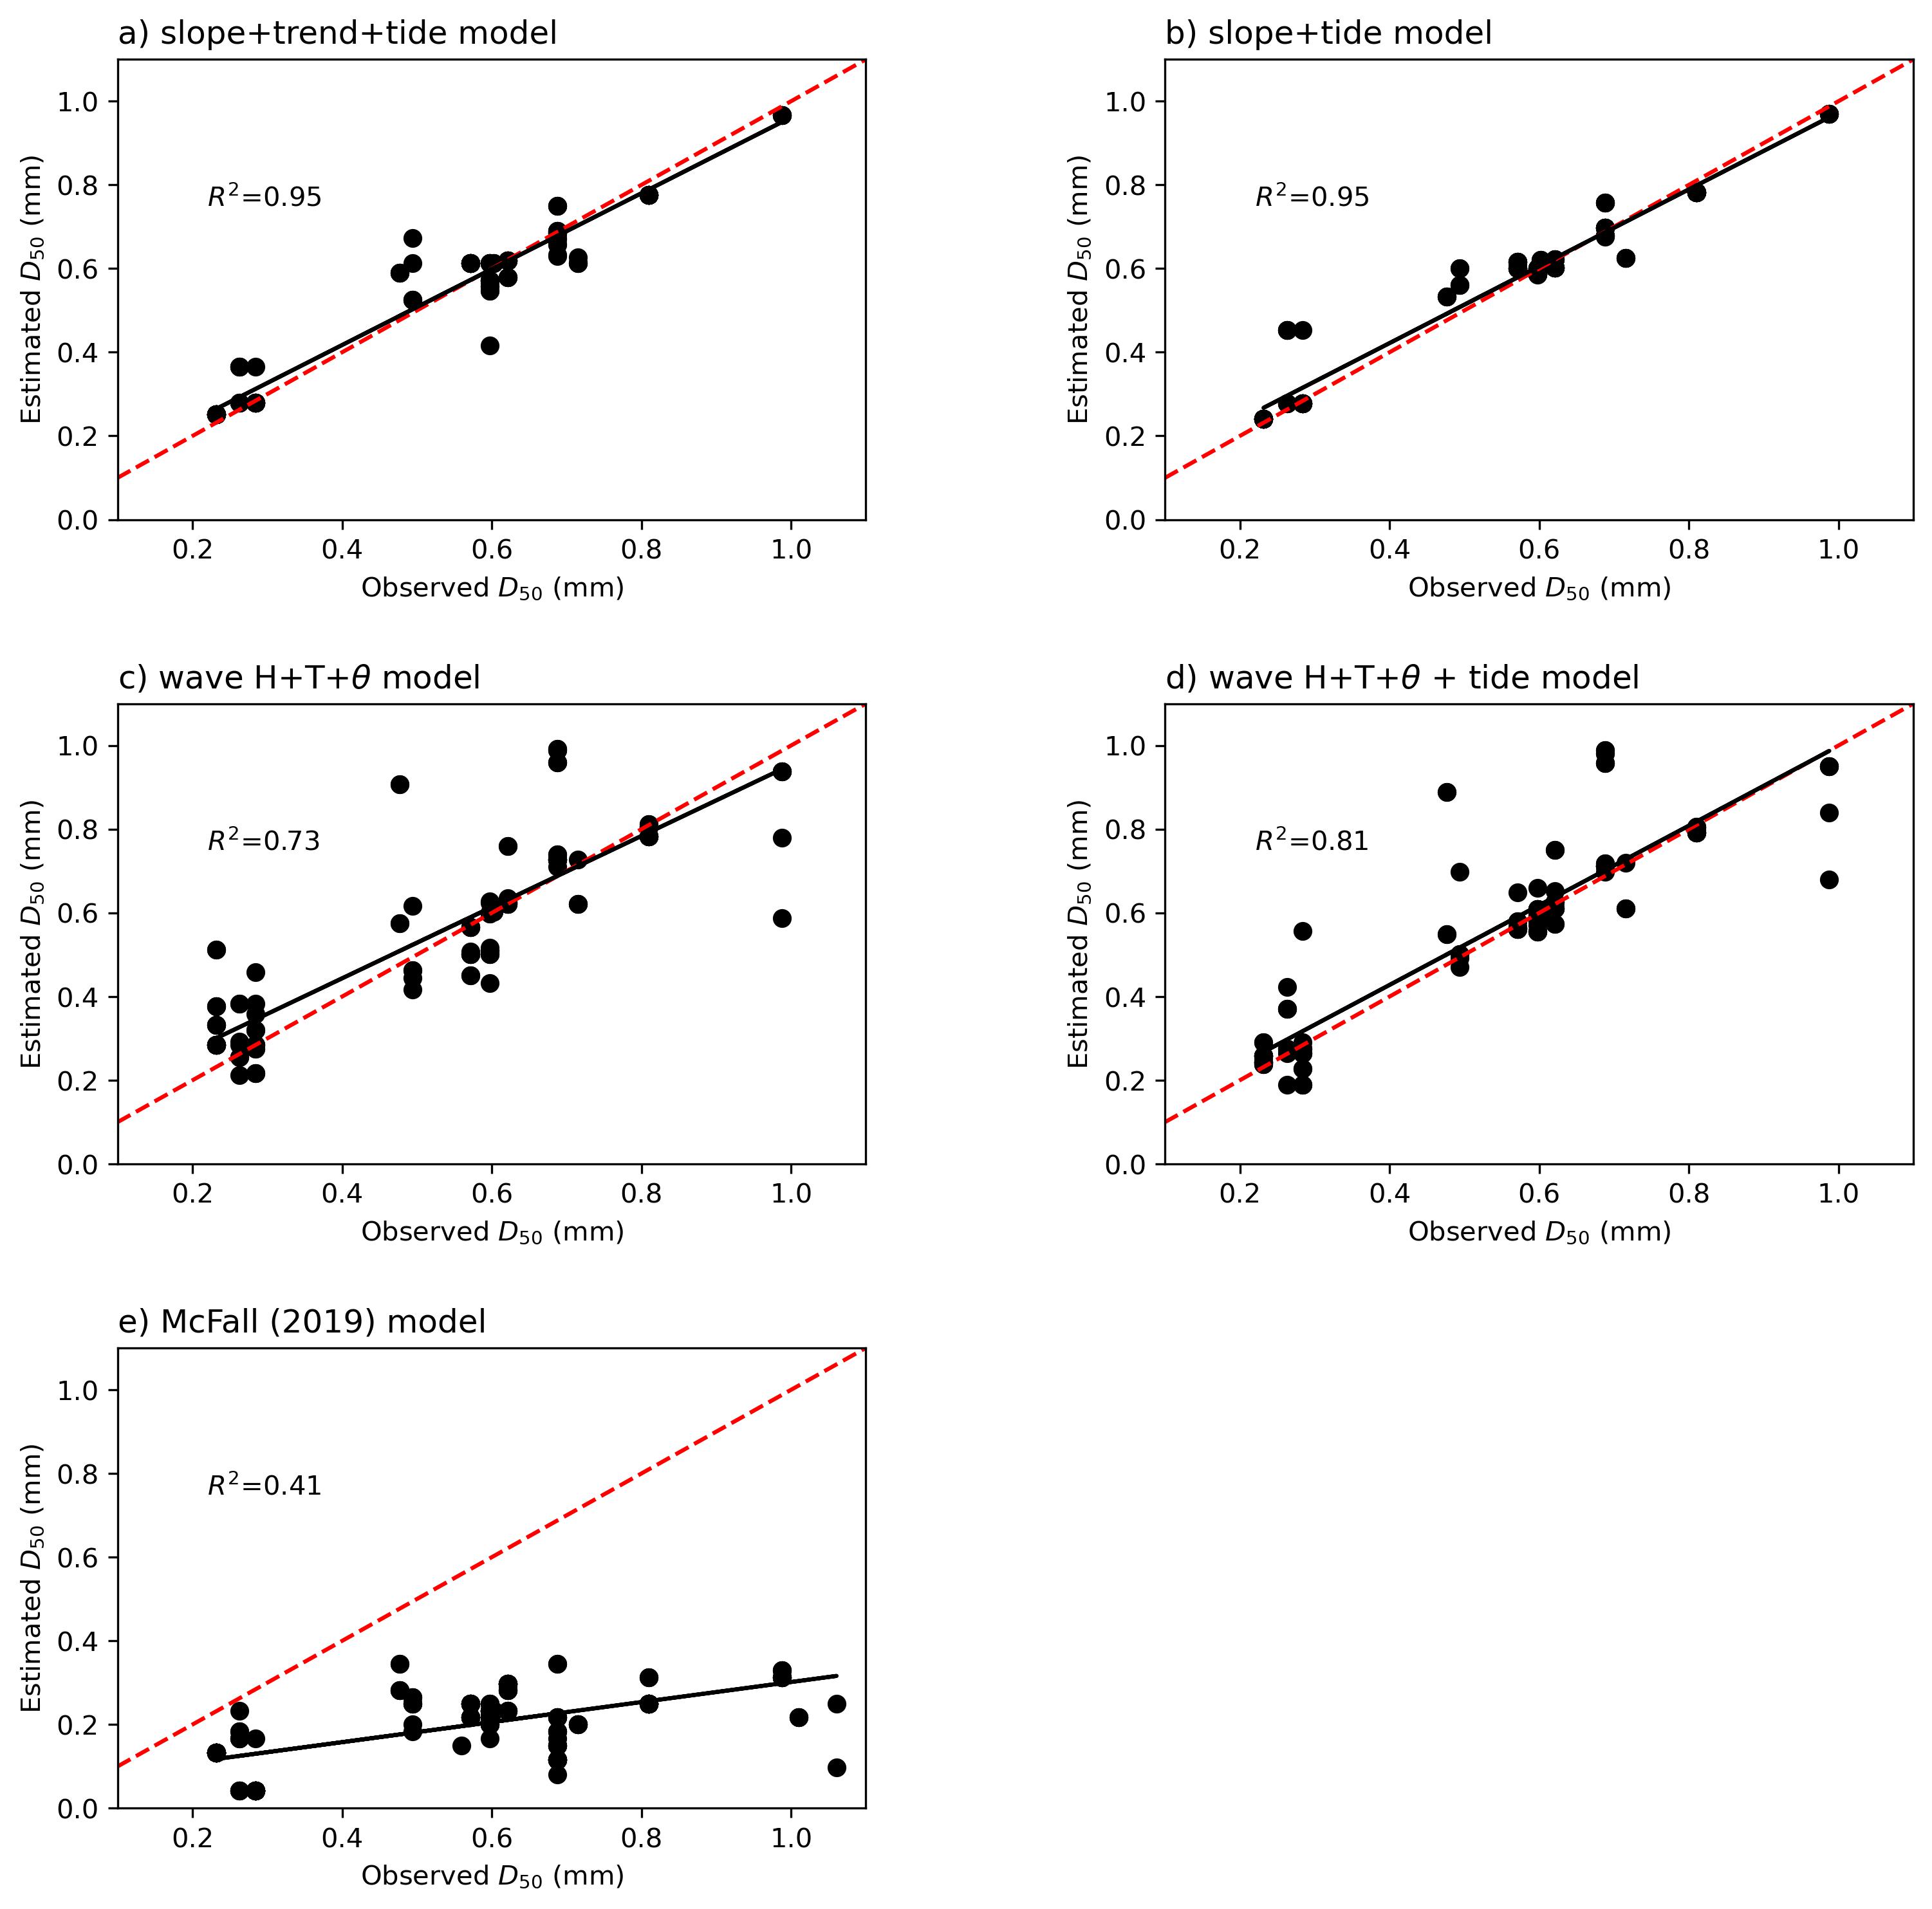 a) slope+trend+tide model
1.0
0.8
0.6
0.4
0.2
0.0
Estimated D50 (mm)
R²=0.95
0.2 0.4 0.6 0.8 1.0
Observed D50 (mm)
b) slope+tide model
1.0
0.8
0.6
0.4
0.2
0.0
Estimated D50 (mm)
R²=0.95
0.2 0.4 0.6 0.8 1.0
Observed D50 (mm)
c) wave H+T+θ model
1.0
0.8
0.6
0.4
0.2
0.0
Estimated D50 (mm)
R²=0.73
0.2 0.4 0.6 0.8 1.0
Observed D50 (mm)
d) wave H+T+θ + tide model
1.0
0.8
0.6
0.4
0.2
0.0
Estimated D50 (mm)
R²=0.81
0.2 0.4 0.6 0.8 1.0
Observed D50 (mm)
e) McFall (2019) model
1.0
0.8
0.6
0.4
0.2
0.0
Estimated D50 (mm)
R²=0.41
0.2 0.4 0.6 0.8 1.0
Observed D50 (mm)